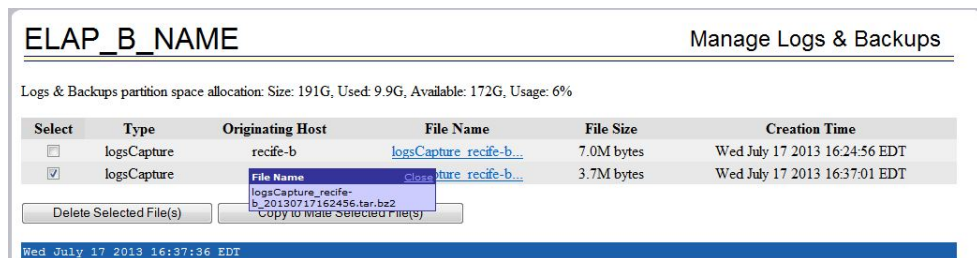 ELAP_B_NAME
Manage Logs & Backups
Logs & Backups partition space allocation: Size: 191G, Used: 9.9G, Available: 172G, Usage: 6%
Select Type Originating Host File Name File Size Creation Time
logsCapture recife-b logsCapture_recife-b... 7.0M bytes Wed July 17 2013 16:24:56 EDT
logsCapture ture_recife-b... 3.7M bytes Wed July 17 2013 16:37:01 EDT
File Name Close
logsCapture_recife-
b_20130717162456.tar.bz2
Delete Selected File(s) Copy to Mate Selected File(s)
Wed July 17 2013 16:37:36 EDT